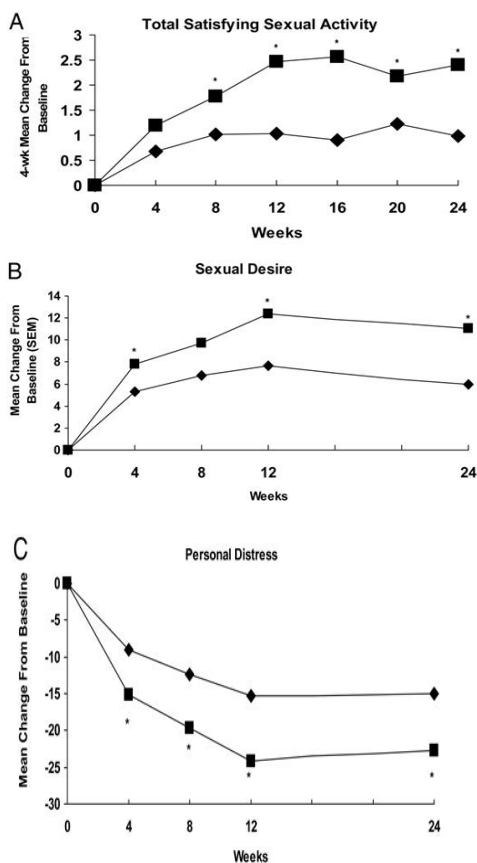 A
Total Satisfying Sexual Activity
4-wk Mean Change From
Baseline
3
2.5
2
1.5
1
0.5
0
* * * * *
0 4 8 12 16 20 24
Weeks
B
Sexual Desire
Mean Change From
Baseline (SEM)
14
12
10
8
6
4
2
0
* * *
0 4 8 12 24
Weeks
C
Personal Distress
Mean Change From Baseline
0
-5
-10
-15
-20
-25
-30
* * * *
0 4 8 12 24
Weeks